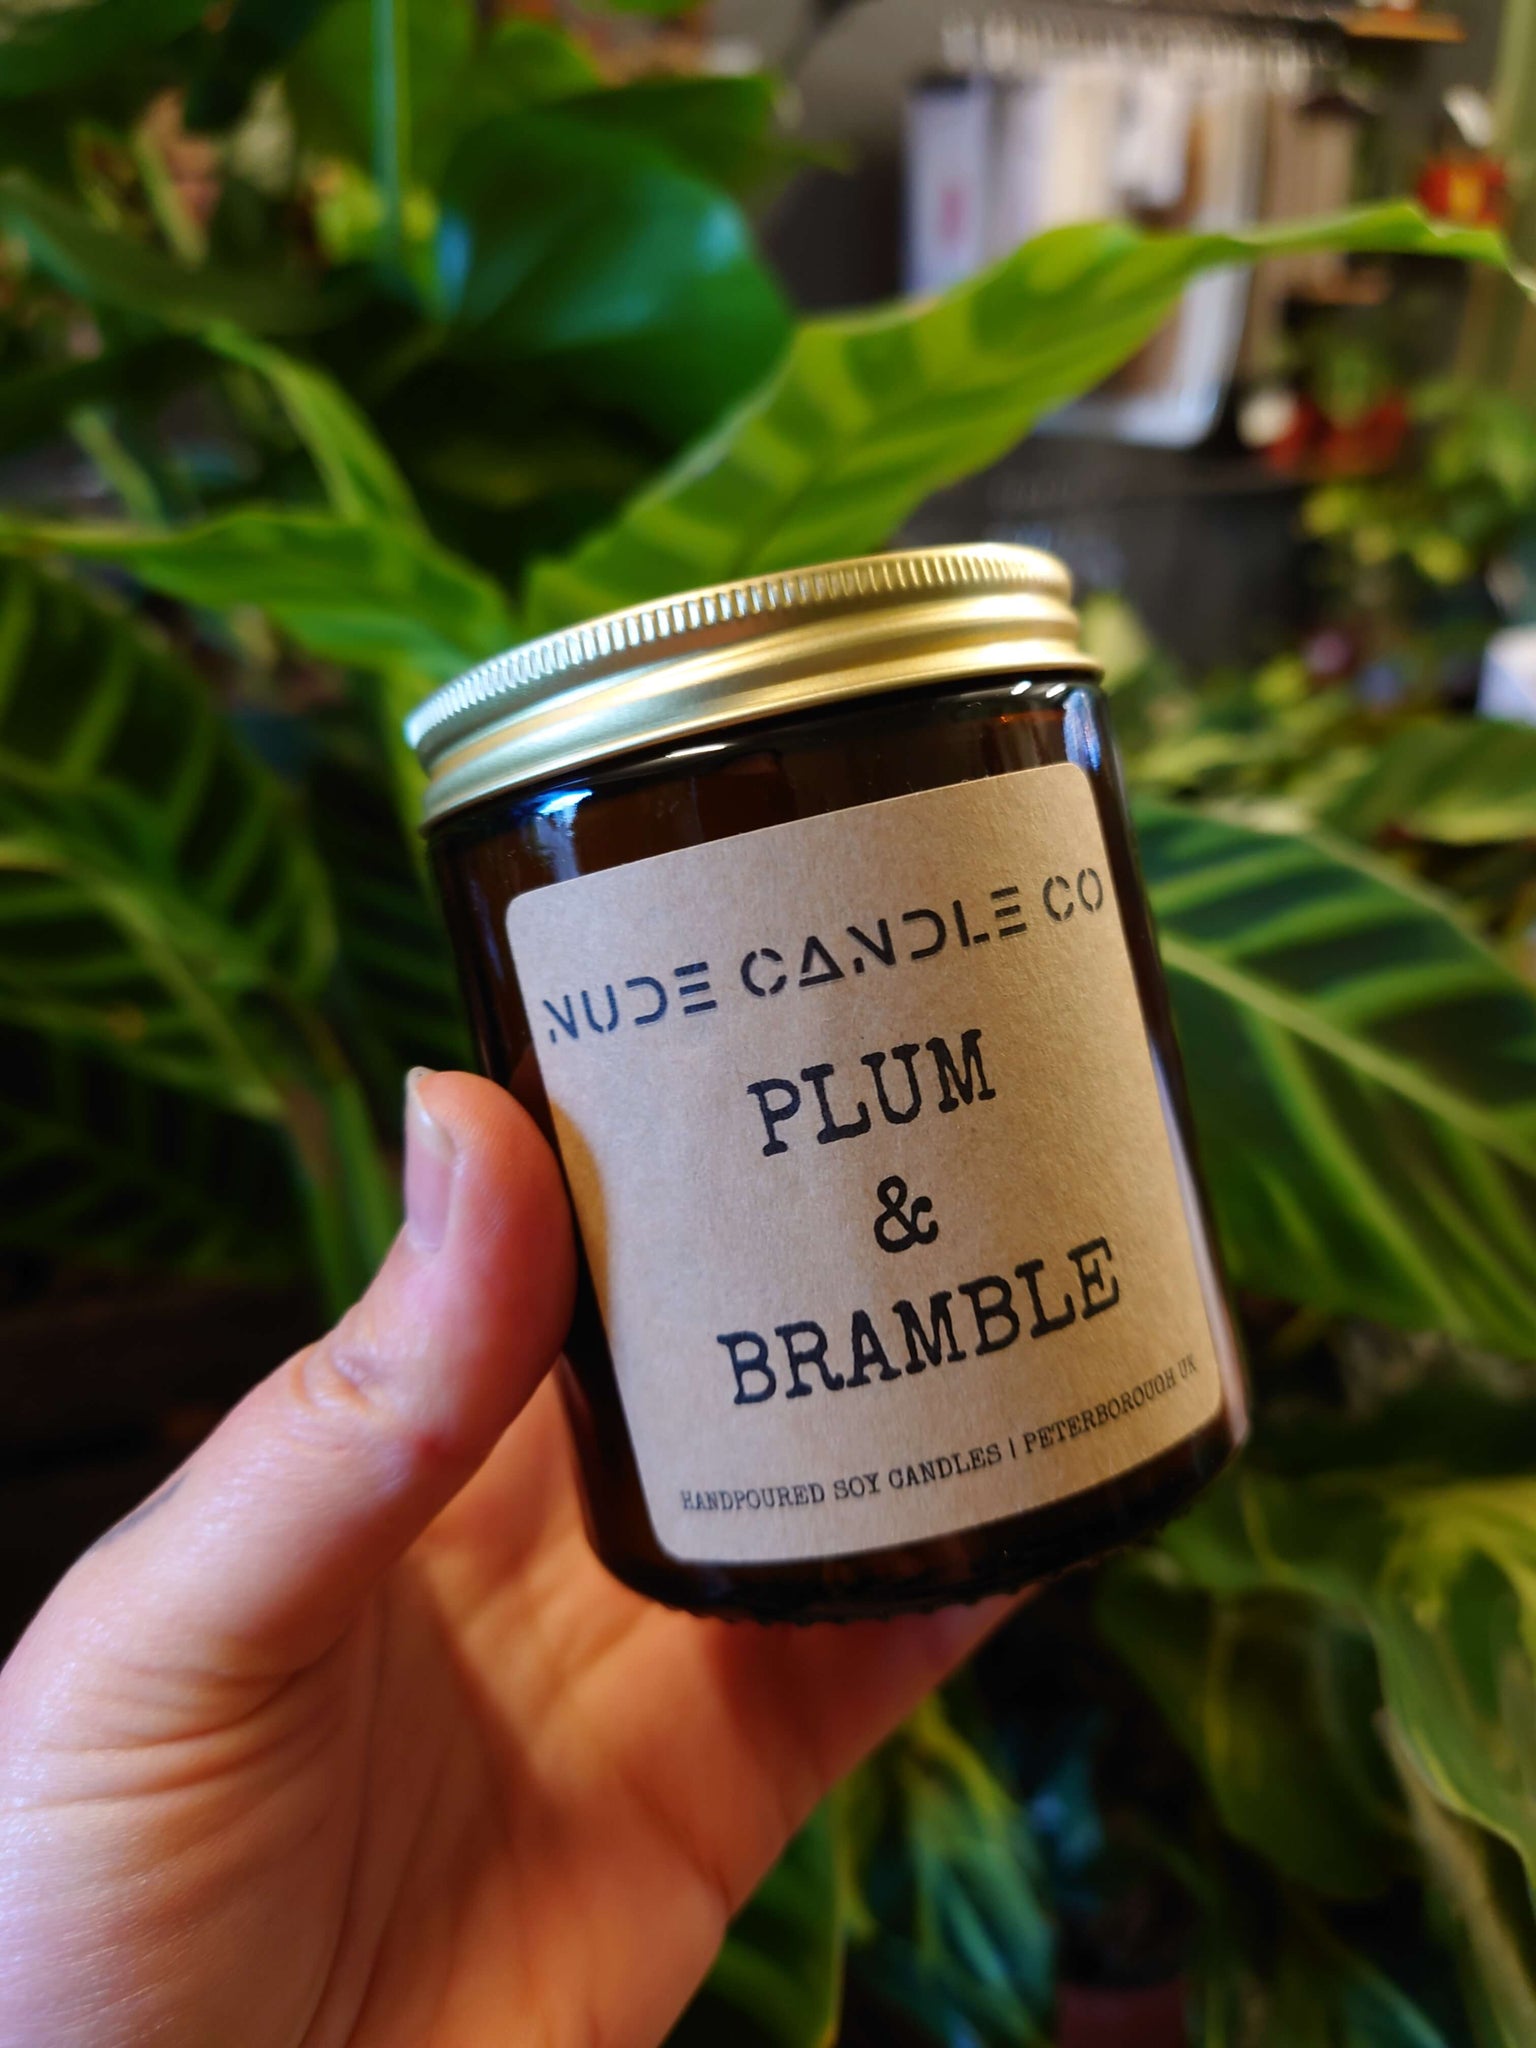 NUDE CANDLE CO
PLUM
&
BRAMBLE
HANDPOURED SOY CANDLES | PETERBOROUGH UK